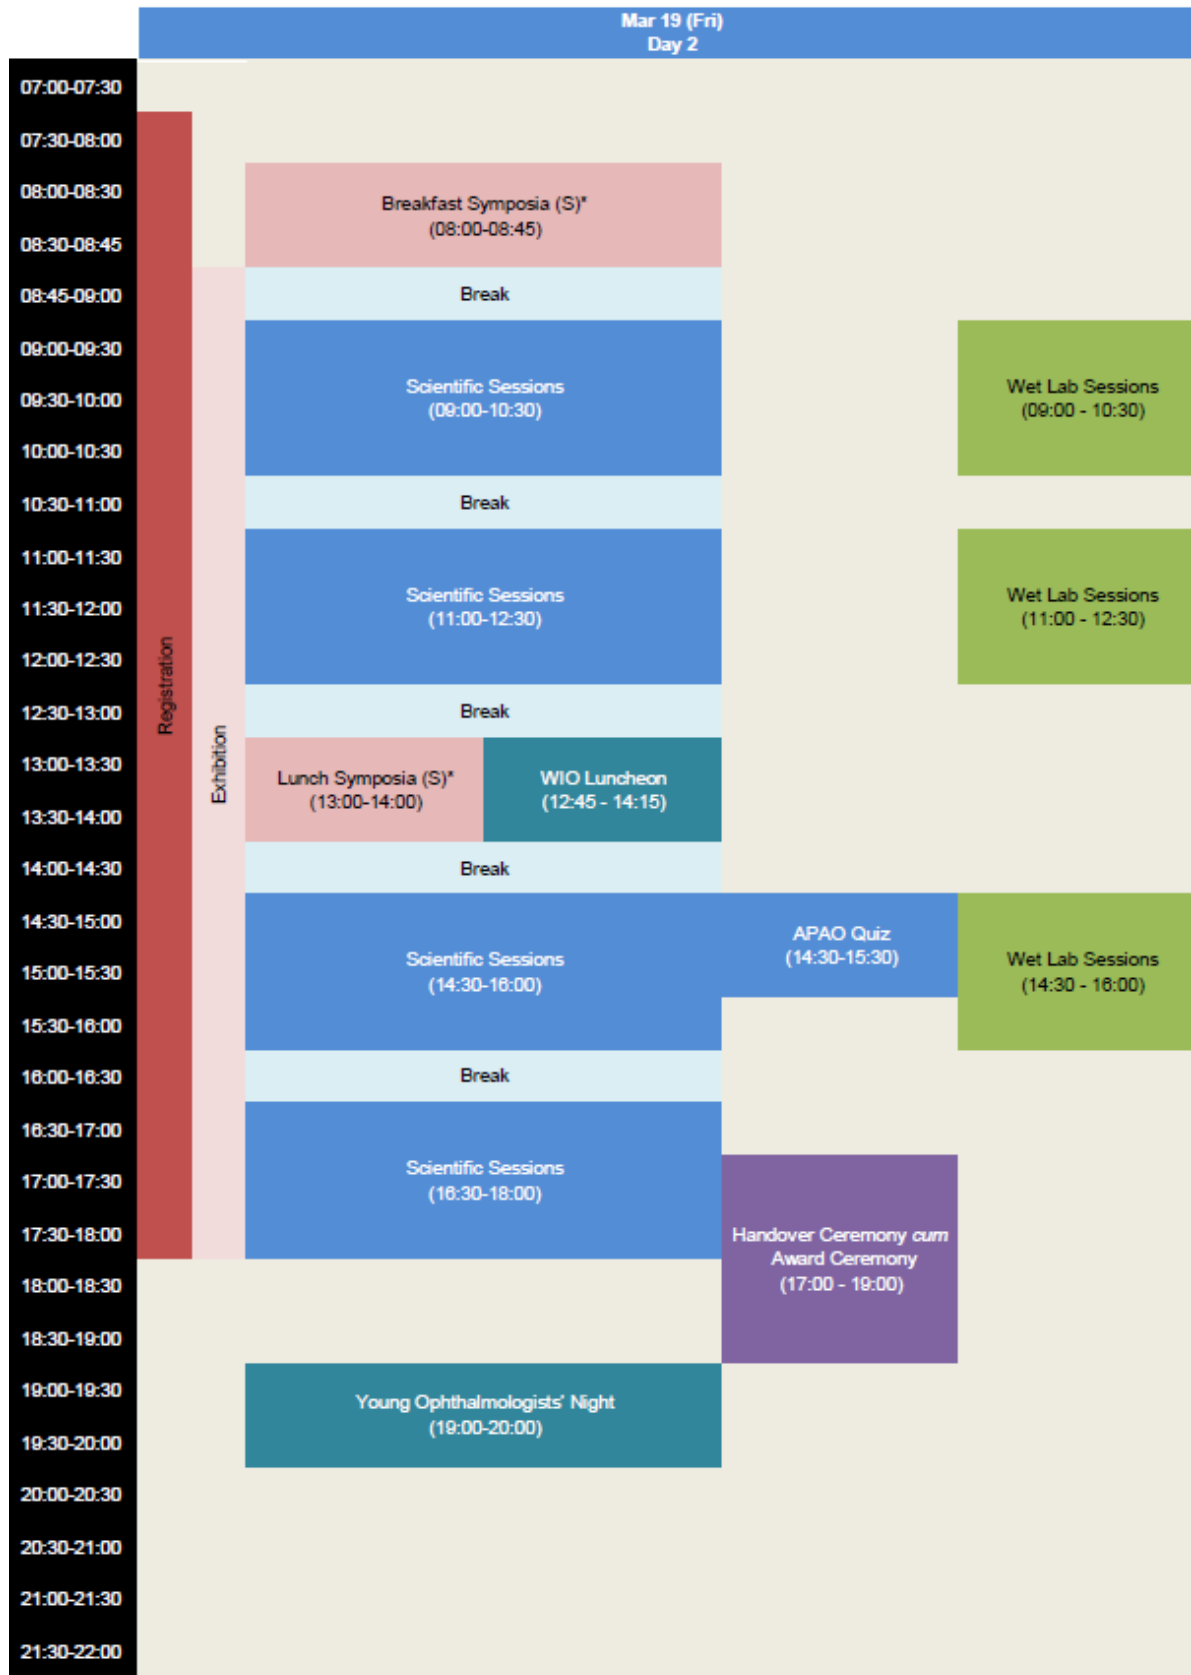 Mar 19 (Fri)
Day 2
07:00-07:30
07:30-08:00
08:00-08:30
Breakfast Symposia (S)*
(08:00-08:45)
08:30-08:45
08:45-09:00
Break
09:00-09:30
09:30-10:00
Scientific Sessions
(09:00-10:30)
Wet Lab Sessions
(09:00 - 10:30)
10:00-10:30
10:30-11:00
Break
11:00-11:30
11:30-12:00
Scientific Sessions
(11:00-12:30)
Wet Lab Sessions
(11:00 - 12:30)
12:00-12:30
Registration
12:30-13:00
Break
Exhibition
13:00-13:30
Lunch Symposia (S)*
(13:00-14:00)
WIO Luncheon
(12:45 - 14:15)
13:30-14:00
14:00-14:30
Break
14:30-15:00
APAO Quiz
(14:30-15:30)
15:00-15:30
Scientific Sessions
(14:30-16:00)
Wet Lab Sessions
(14:30 - 16:00)
15:30-16:00
16:00-16:30
Break
16:30-17:00
17:00-17:30
Scientific Sessions
(16:30-18:00)
17:30-18:00
Handover Ceremony cum
Award Ceremony
(17:00 - 19:00)
18:00-18:30
18:30-19:00
19:00-19:30
Young Ophthalmologists' Night
(19:00-20:00)
19:30-20:00
20:00-20:30
20:30-21:00
21:00-21:30
21:30-22:00